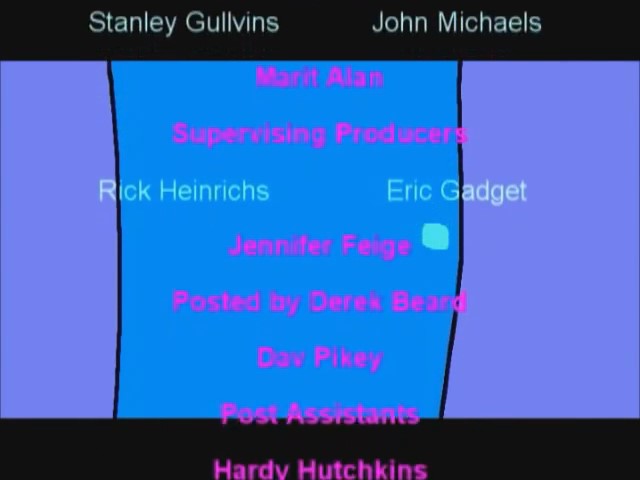 Stanley Gullvins John Michaels
Marit Alan
Supervising Producers
Rick Heinrichs Eric Gadget
Jennifer Feige
Posted by Derek Beard
Dav Pikey
Post Assistants
Hardy Hutchkins